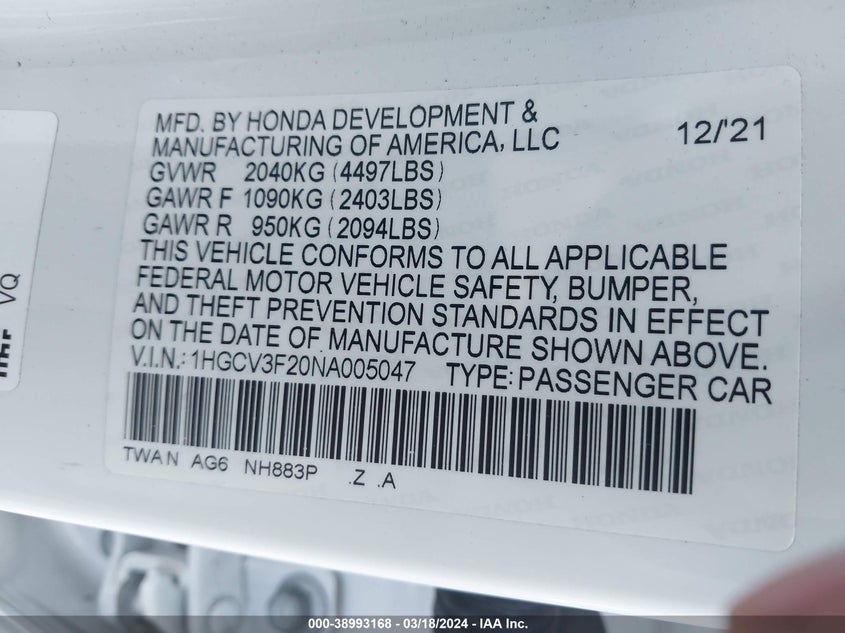 MFD. BY HONDA DEVELOPMENT &
MANUFACTURING OF AMERICA, LLC 12/'21
GVWR 2040KG (4497LBS)
GAWR F 1090KG (2403LBS)
GAWR R 950KG (2094LBS)
THIS VEHICLE CONFORMS TO ALL APPLICABLE
FEDERAL MOTOR VEHICLE SAFETY, BUMPER,
AND THEFT PREVENTION STANDARDS IN EFFECT
ON THE DATE OF MANUFACTURE SHOWN ABOVE.
V.I.N.: 1HGCV3F20NA005047 TYPE: PASSENGER CAR
TWA N AG6 NH883P .Z .A
VQ
000-38993168 - 03/18/2024 - IAA Inc.